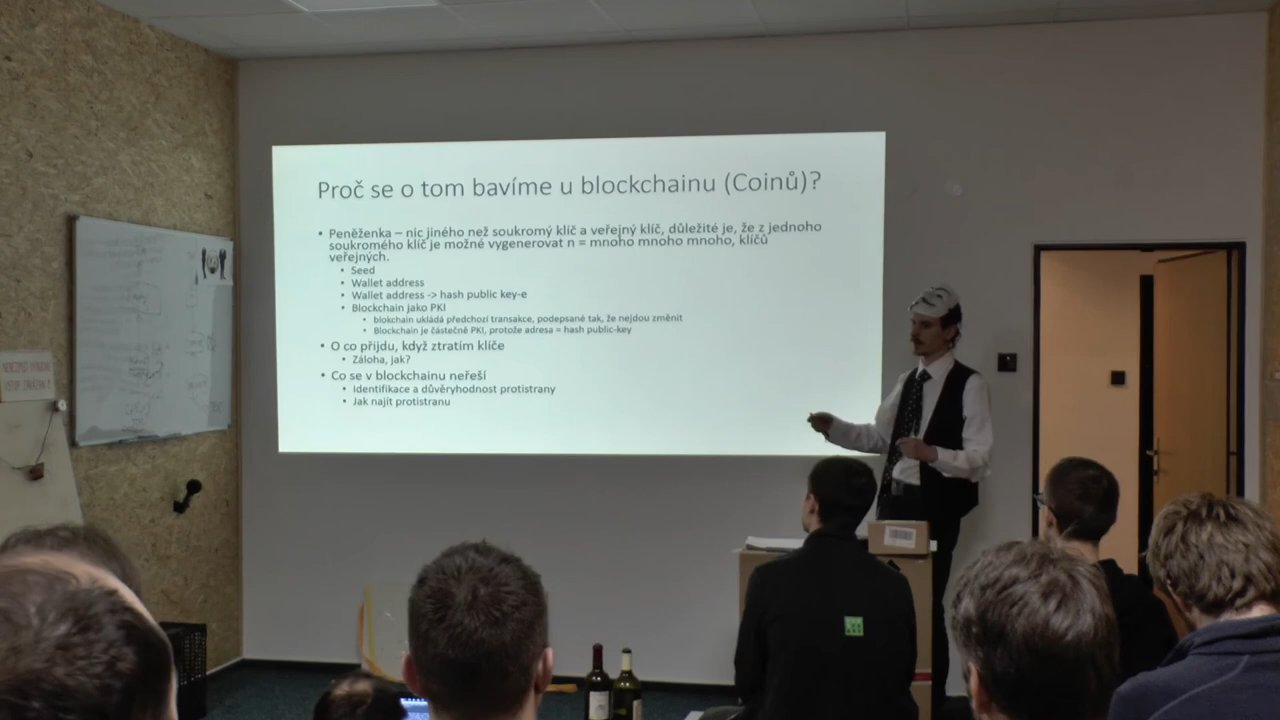 Proč se o tom bavíme u blockchainu (Coinů)?
• Peněženka – nic jiného než soukromý klíč a veřejný klíč, důležité je, že z jednoho
soukromého klíč je možné vygenerovat n = mnoho mnoho mnoho, klíčů
veřejných.
• Seed
• Wallet address
• Wallet address -> hash public key-e
• Blockchain jako PKI
• blokchain ukládá předchozí transakce, podepsané tak, že nejdou změnit
• Blockchain je částečně PKI, protože adresa = hash public-key
• O co přijdu, když ztratím klíče
• Záloha, jak?
• Co se v blockchainu neřeší
• Identifikace a důvěryhodnost protistrany
• Jak najít protistranu